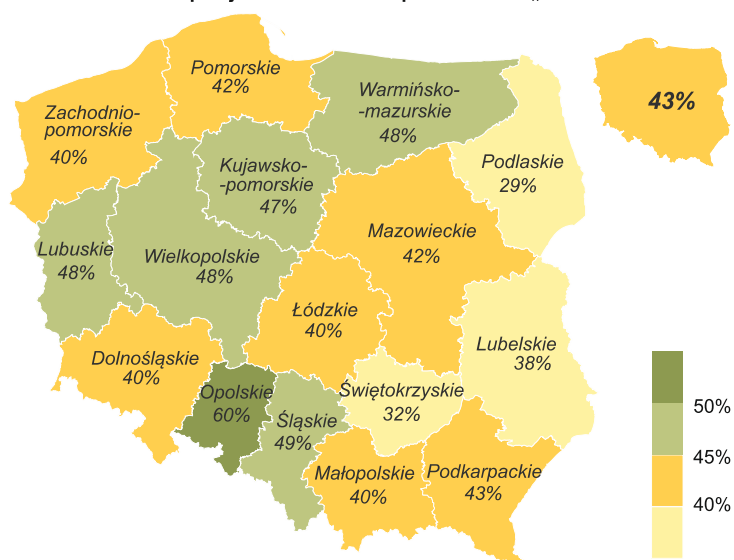 Pomorskie
42%
Zachodnio-
pomorskie
40%
Warmińsko-
-mazurskie
48%
43%
Kujawsko-
-pomorskie
47%
Podlaskie
29%
Mazowieckie
42%
Lubuskie
48%
Wielkopolskie
48%
Łódzkie
40%
Lubelskie
38%
Dolnośląskie
40%
Opolskie
60%
Świętokrzyskie
32%
Śląskie
49%
Małopolskie
40%
Podkarpackie
43%
50%
45%
40%